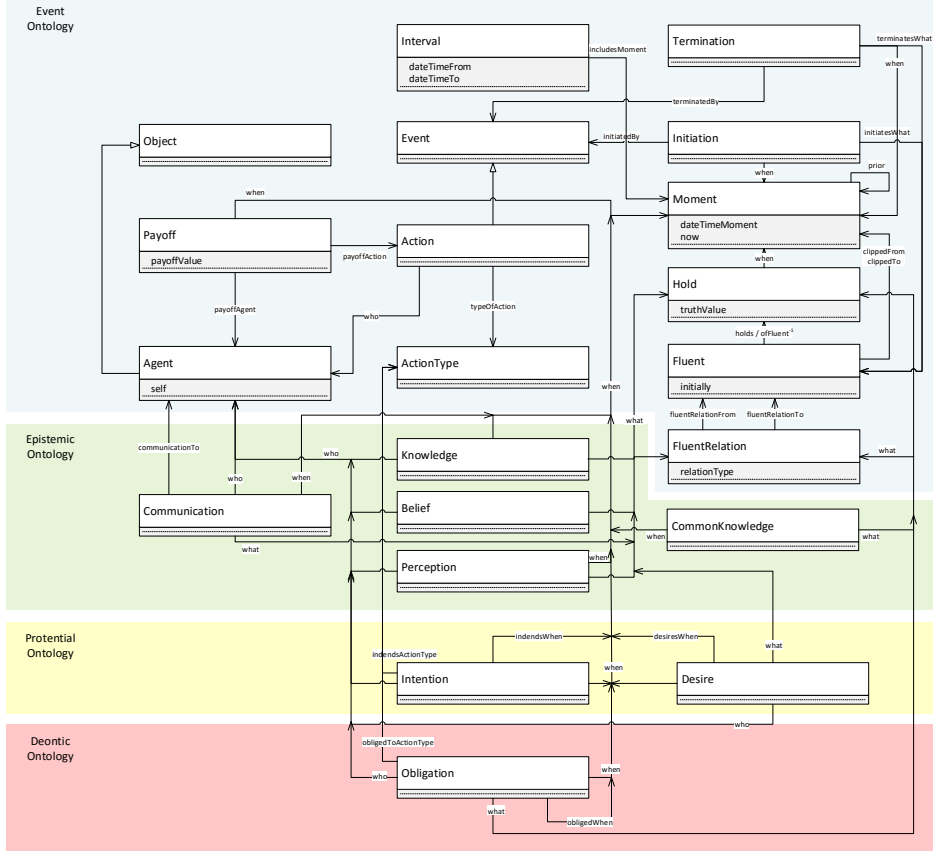 Event
Ontology
Interval
dateTimeFrom
dateTimeTo
includesMoment
Termination
terminatesWhat
when
terminatedBy
Object
Event
initiatedBy
Initiation
initiatesWhat
when
prior
when
Moment
dateTimeMoment
now
Payoff
payoffValue
payoffAction
Action
clippedFrom
clippedTo
when
Hold
truthValue
payoffAgent
who
typeOfAction
holds / ofFluent-1
Agent
self
ActionType
Fluent
initially
when
fluentRelationFrom
fluentRelationTo
what
Epistemic
Ontology
communicationTo
who
Knowledge
FluentRelation
relationType
what
who
when
Communication
Belief
CommonKnowledge
when
what
what
Perception
when
Protential
Ontology
indendsWhen
desiresWhen
what
indendsActionType
Intention
when
Desire
who
Deontic
Ontology
obligedToActionType
Obligation
who
when
what
obligedWhen